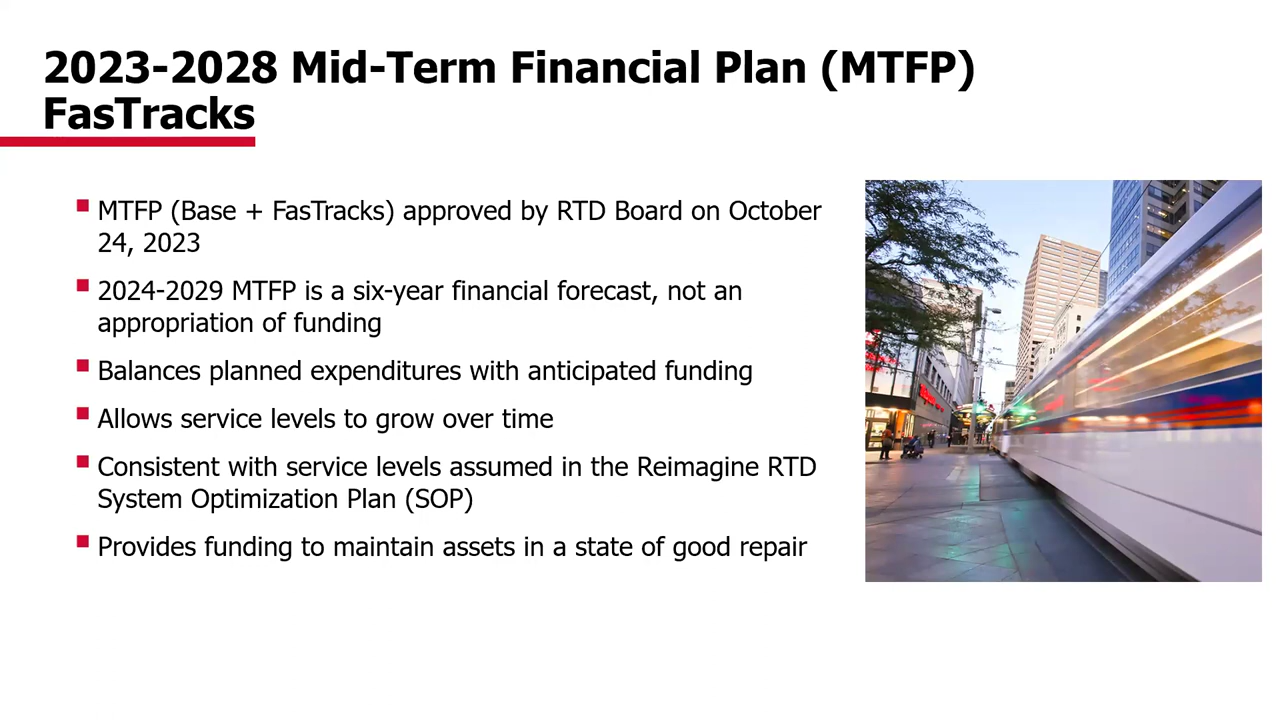 2023-2028 Mid-Term Financial Plan (MTFP)
FasTracks
MTFP (Base + FasTracks) approved by RTD Board on October
24, 2023
2024-2029 MTFP is a six-year financial forecast, not an
appropriation of funding
Balances planned expenditures with anticipated funding
Allows service levels to grow over time
Consistent with service levels assumed in the Reimagine RTD
System Optimization Plan (SOP)
Provides funding to maintain assets in a state of good repair